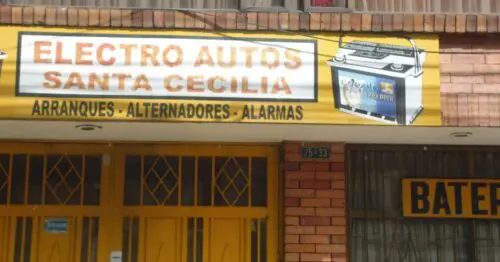 ELECTRO AUTOS
SANTA CECILIA
ARRANQUES - ALTERNADORES - ALARMAS
BATER